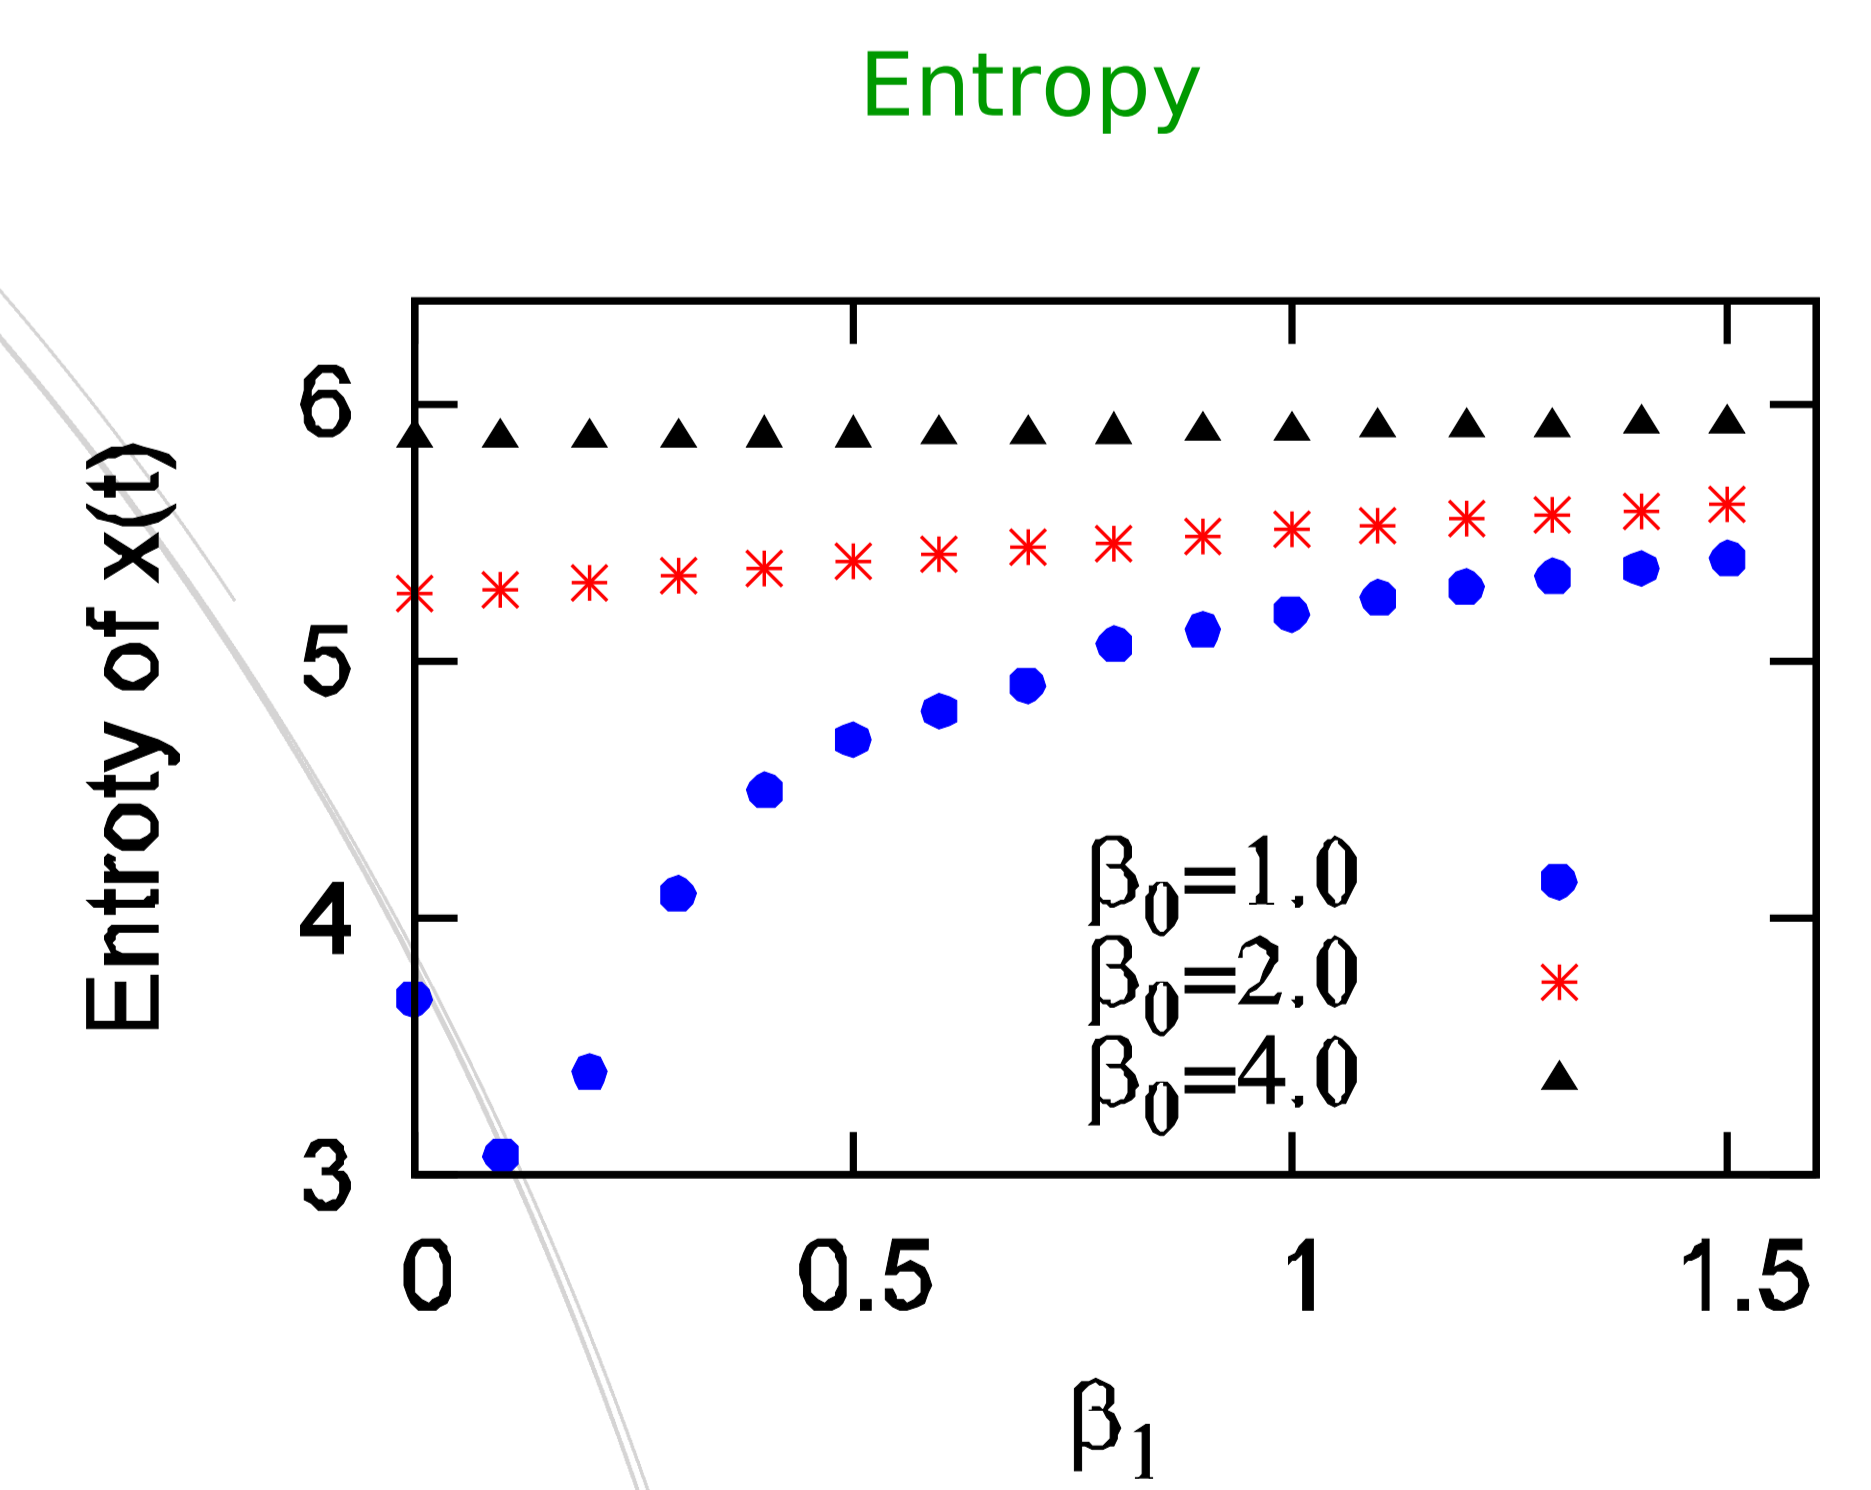 Entropy
Entroty of x(t)
6
5
4
3
β0=1.0
β0=2.0
β0=4.0
0 0.5 1 1.5
β1